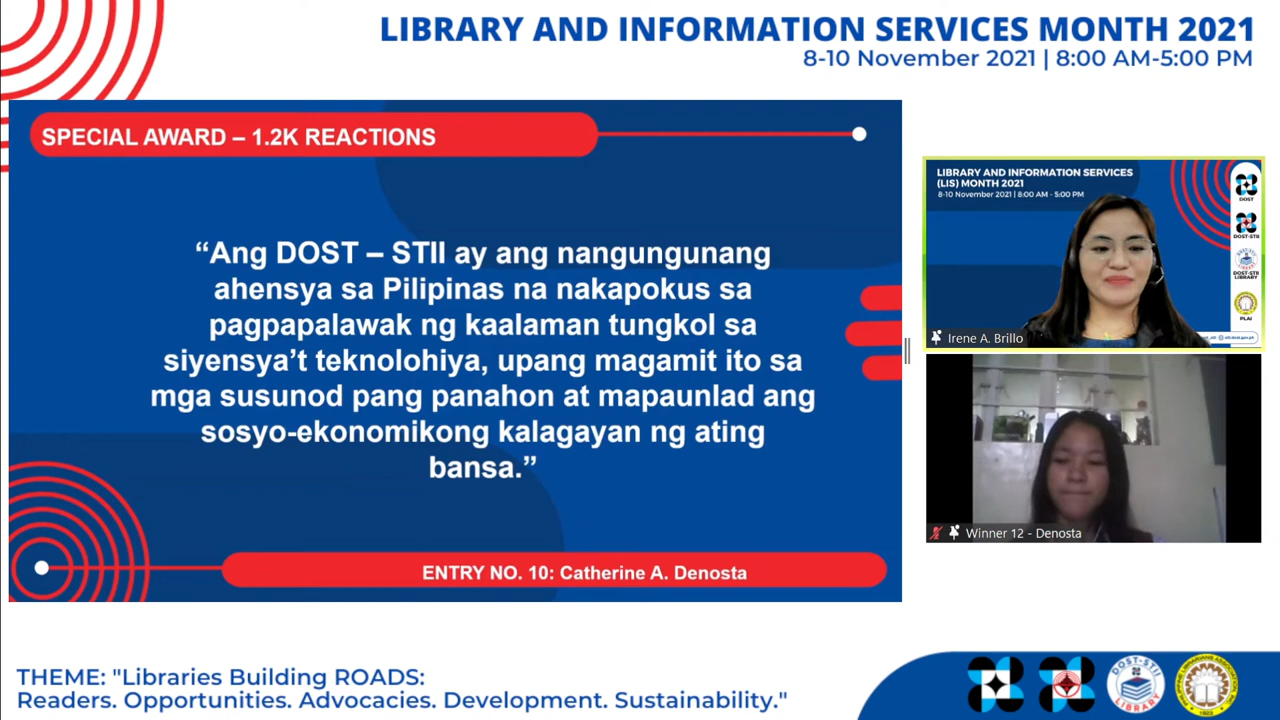 LIBRARY AND INFORMATION SERVICES MONTH 2021
8-10 November 2021 | 8:00 AM-5:00 PM
SPECIAL AWARD – 1.2K REACTIONS
“Ang DOST – STII ay ang nangungunang
ahensya sa Pilipinas na nakapokus sa
pagpapalawak ng kaalaman tungkol sa
siyensya’t teknolohiya, upang magamit ito sa
mga susunod pang panahon at mapaunlad ang
sosyo-ekonomikong kalagayan ng ating
bansa.”
ENTRY NO. 10: Catherine A. Denosta
LIBRARY AND INFORMATION SERVICES
(LIS) MONTH 2021
8-10 November 2021 | 8:00 AM - 5:00 PM
DOST
DOST-STII
DOST-STII
LIBRARY
PLAI
Irene A. Brillo
Winner 12 - Denosta
THEME: "Libraries Building ROADS:
Readers. Opportunities. Advocacies. Development. Sustainability."
DOST-STII
LIBRARY
1923